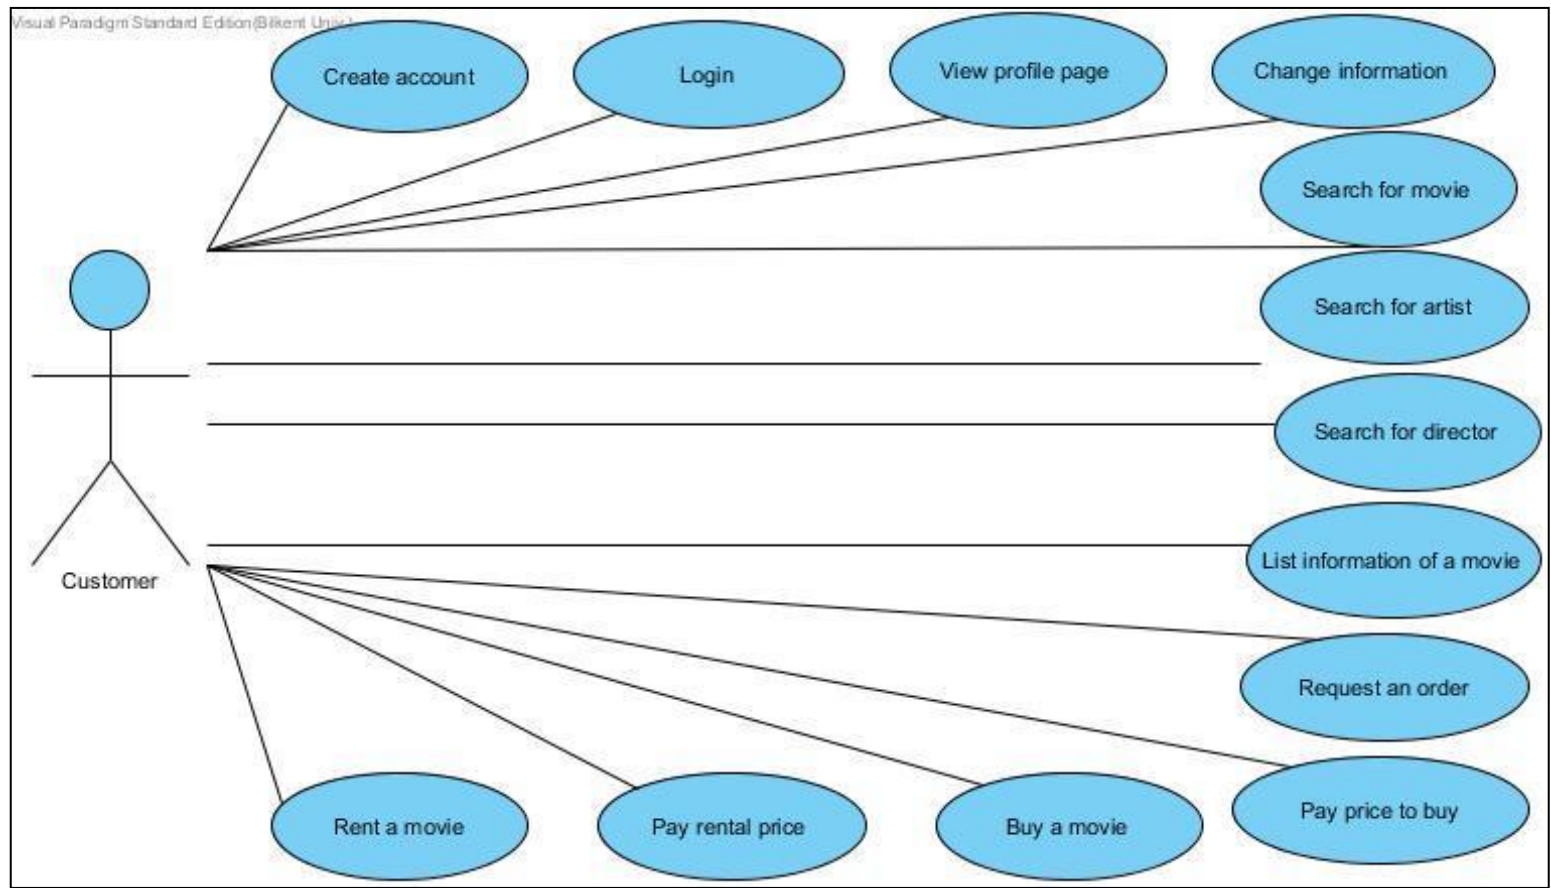 Visual Paradigm Standard Edition(Bilkent Univ.)
Create account
Login
View profile page
Change information
Search for movie
Search for artist
Search for director
Customer
List information of a movie
Request an order
Pay price to buy
Rent a movie
Pay rental price
Buy a movie